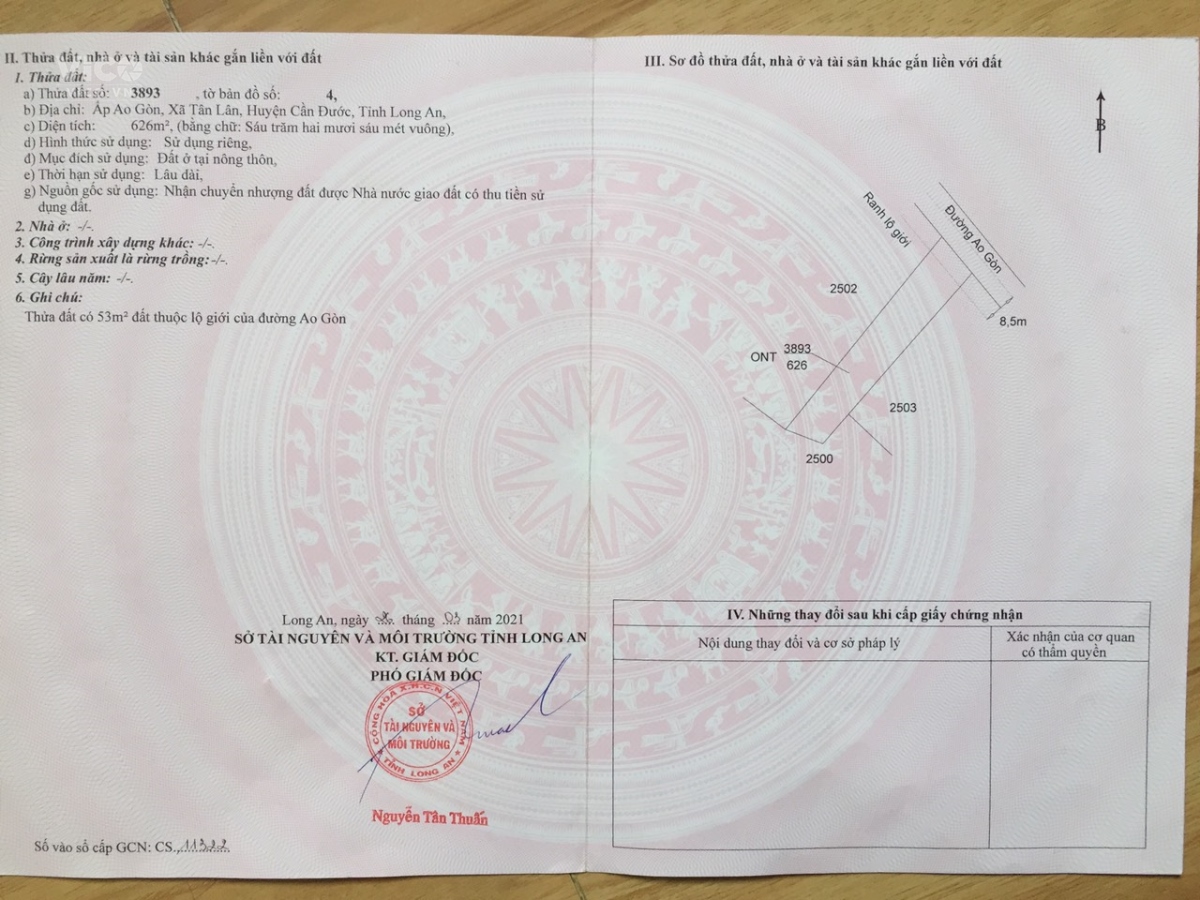 II. Thửa đất, nhà ở và tài sản khác gắn liền với đất
1. Thửa đất:
a) Thửa đất số: 3893 , tờ bản đồ số: 4,
b) Địa chỉ: Ấp Ao Gòn, Xã Tân Lân, Huyện Cần Đước, Tỉnh Long An,
c) Diện tích: 626m², (bằng chữ: Sáu trăm hai mươi sáu mét vuông),
d) Hình thức sử dụng: Sử dụng riêng,
đ) Mục đích sử dụng: Đất ở tại nông thôn,
e) Thời hạn sử dụng: Lâu dài,
g) Nguồn gốc sử dụng: Nhận chuyển nhượng đất được Nhà nước giao đất có thu tiền sử
dụng đất.
2. Nhà ở: -/-.
3. Công trình xây dựng khác: -/-.
4. Rừng sản xuất là rừng trồng:-/-.
5. Cây lâu năm: -/-.
6. Ghi chú:
Thửa đất có 53m² đất thuộc lộ giới của đường Ao Gòn
Long An, ngày tháng 02 năm 2021
SỞ TÀI NGUYÊN VÀ MÔI TRƯỜNG TỈNH LONG AN
KT. GIÁM ĐỐC
PHÓ GIÁM ĐỐC
CỘNG HÒA X.H.C.N VIỆT NAM
SỞ
TÀI NGUYÊN VÀ
MÔI TRƯỜNG
TỈNH LONG AN
Nguyễn Tân Thuấn
Số vào sổ cấp GCN: CS.11322
III. Sơ đồ thửa đất, nhà ở và tài sản khác gắn liền với đất
B
Ranh lộ giới
Đường Ao Gòn
2502
8,5m
ONT 3893
626
2503
2500
IV. Những thay đổi sau khi cấp giấy chứng nhận
Nội dung thay đổi và cơ sở pháp lý
Xác nhận của cơ quan
có thẩm quyền